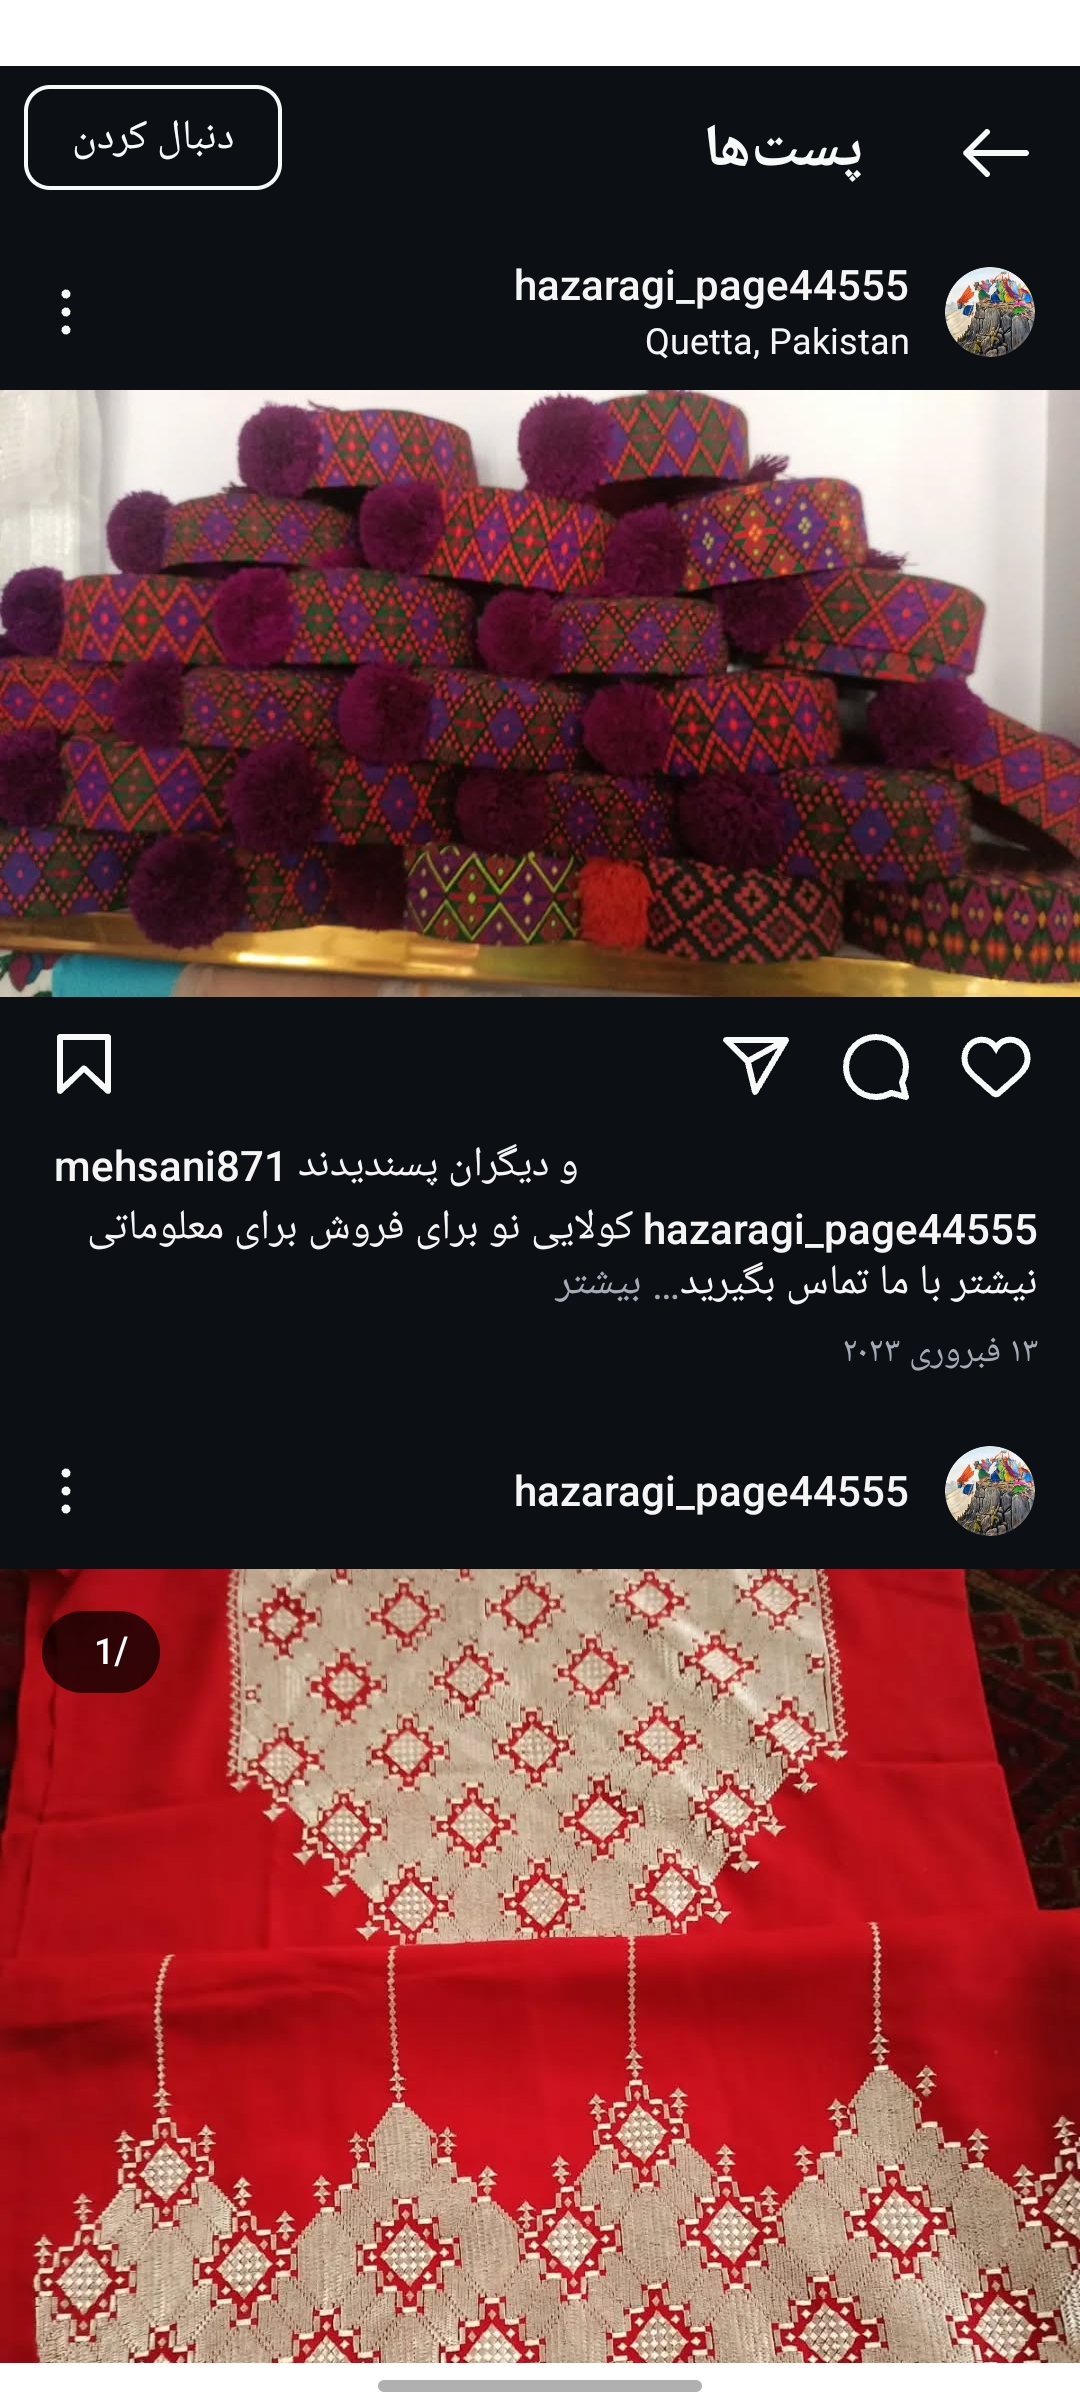 پست‌ها
دنبال کردن
hazaragi_page44555
Quetta, Pakistan
mehsani871 و دیگران پسندیدند
hazaragi_page44555 کولایی نو برای فروش برای معلوماتی
نیشتر با ما تماس بگیرید... بیشتر
۱۳ فبروری ۲۰۲۳
hazaragi_page44555
1/